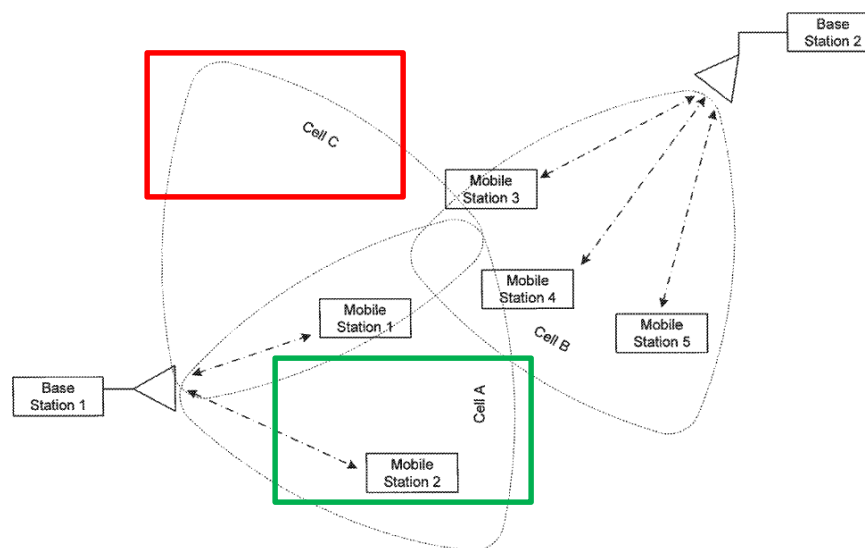 Base
Station 2
Cell C
Mobile
Station 3
Mobile
Station 4
Mobile
Station 1
Mobile
Station 5
Cell B
Base
Station 1
Cell A
Mobile
Station 2